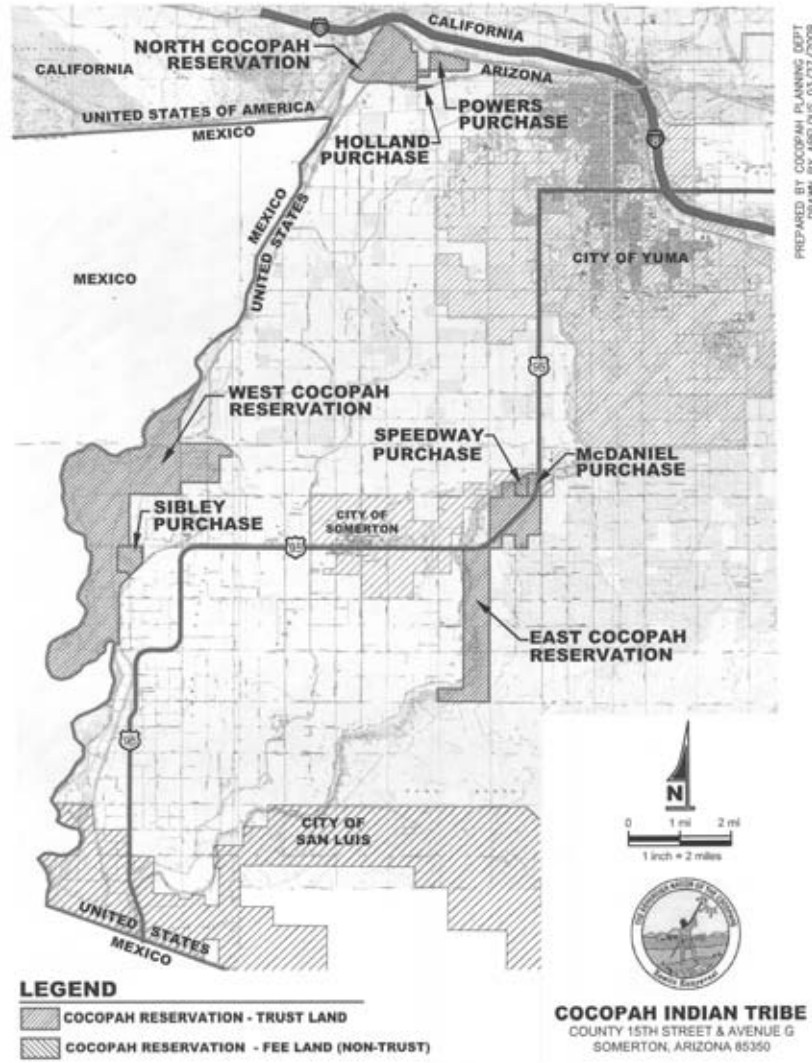 CALIFORNIA
NORTH COCOPAH
RESERVATION
CALIFORNIA
ARIZONA
UNITED STATES OF AMERICA
MEXICO
POWERS
PURCHASE
HOLLAND
PURCHASE
MEXICO
UNITED STATES
MEXICO
CITY OF YUMA
95
WEST COCOPAH
RESERVATION
SPEEDWAY
PURCHASE
McDANIEL
PURCHASE
SIBLEY
PURCHASE
CITY OF
SOMERTON
95
EAST COCOPAH
RESERVATION
95
CITY OF
SAN LUIS
UNITED STATES
MEXICO
N
0 1 mi 2 mi
1 inch = 2 miles
LEGEND
COCOPAH RESERVATION - TRUST LAND
COCOPAH RESERVATION - FEE LAND (NON-TRUST)
COCOPAH INDIAN TRIBE
COUNTY 15TH STREET & AVENUE G
SOMERTON, ARIZONA 85350
PREPARED BY COCOPAH PLANNING DEPT